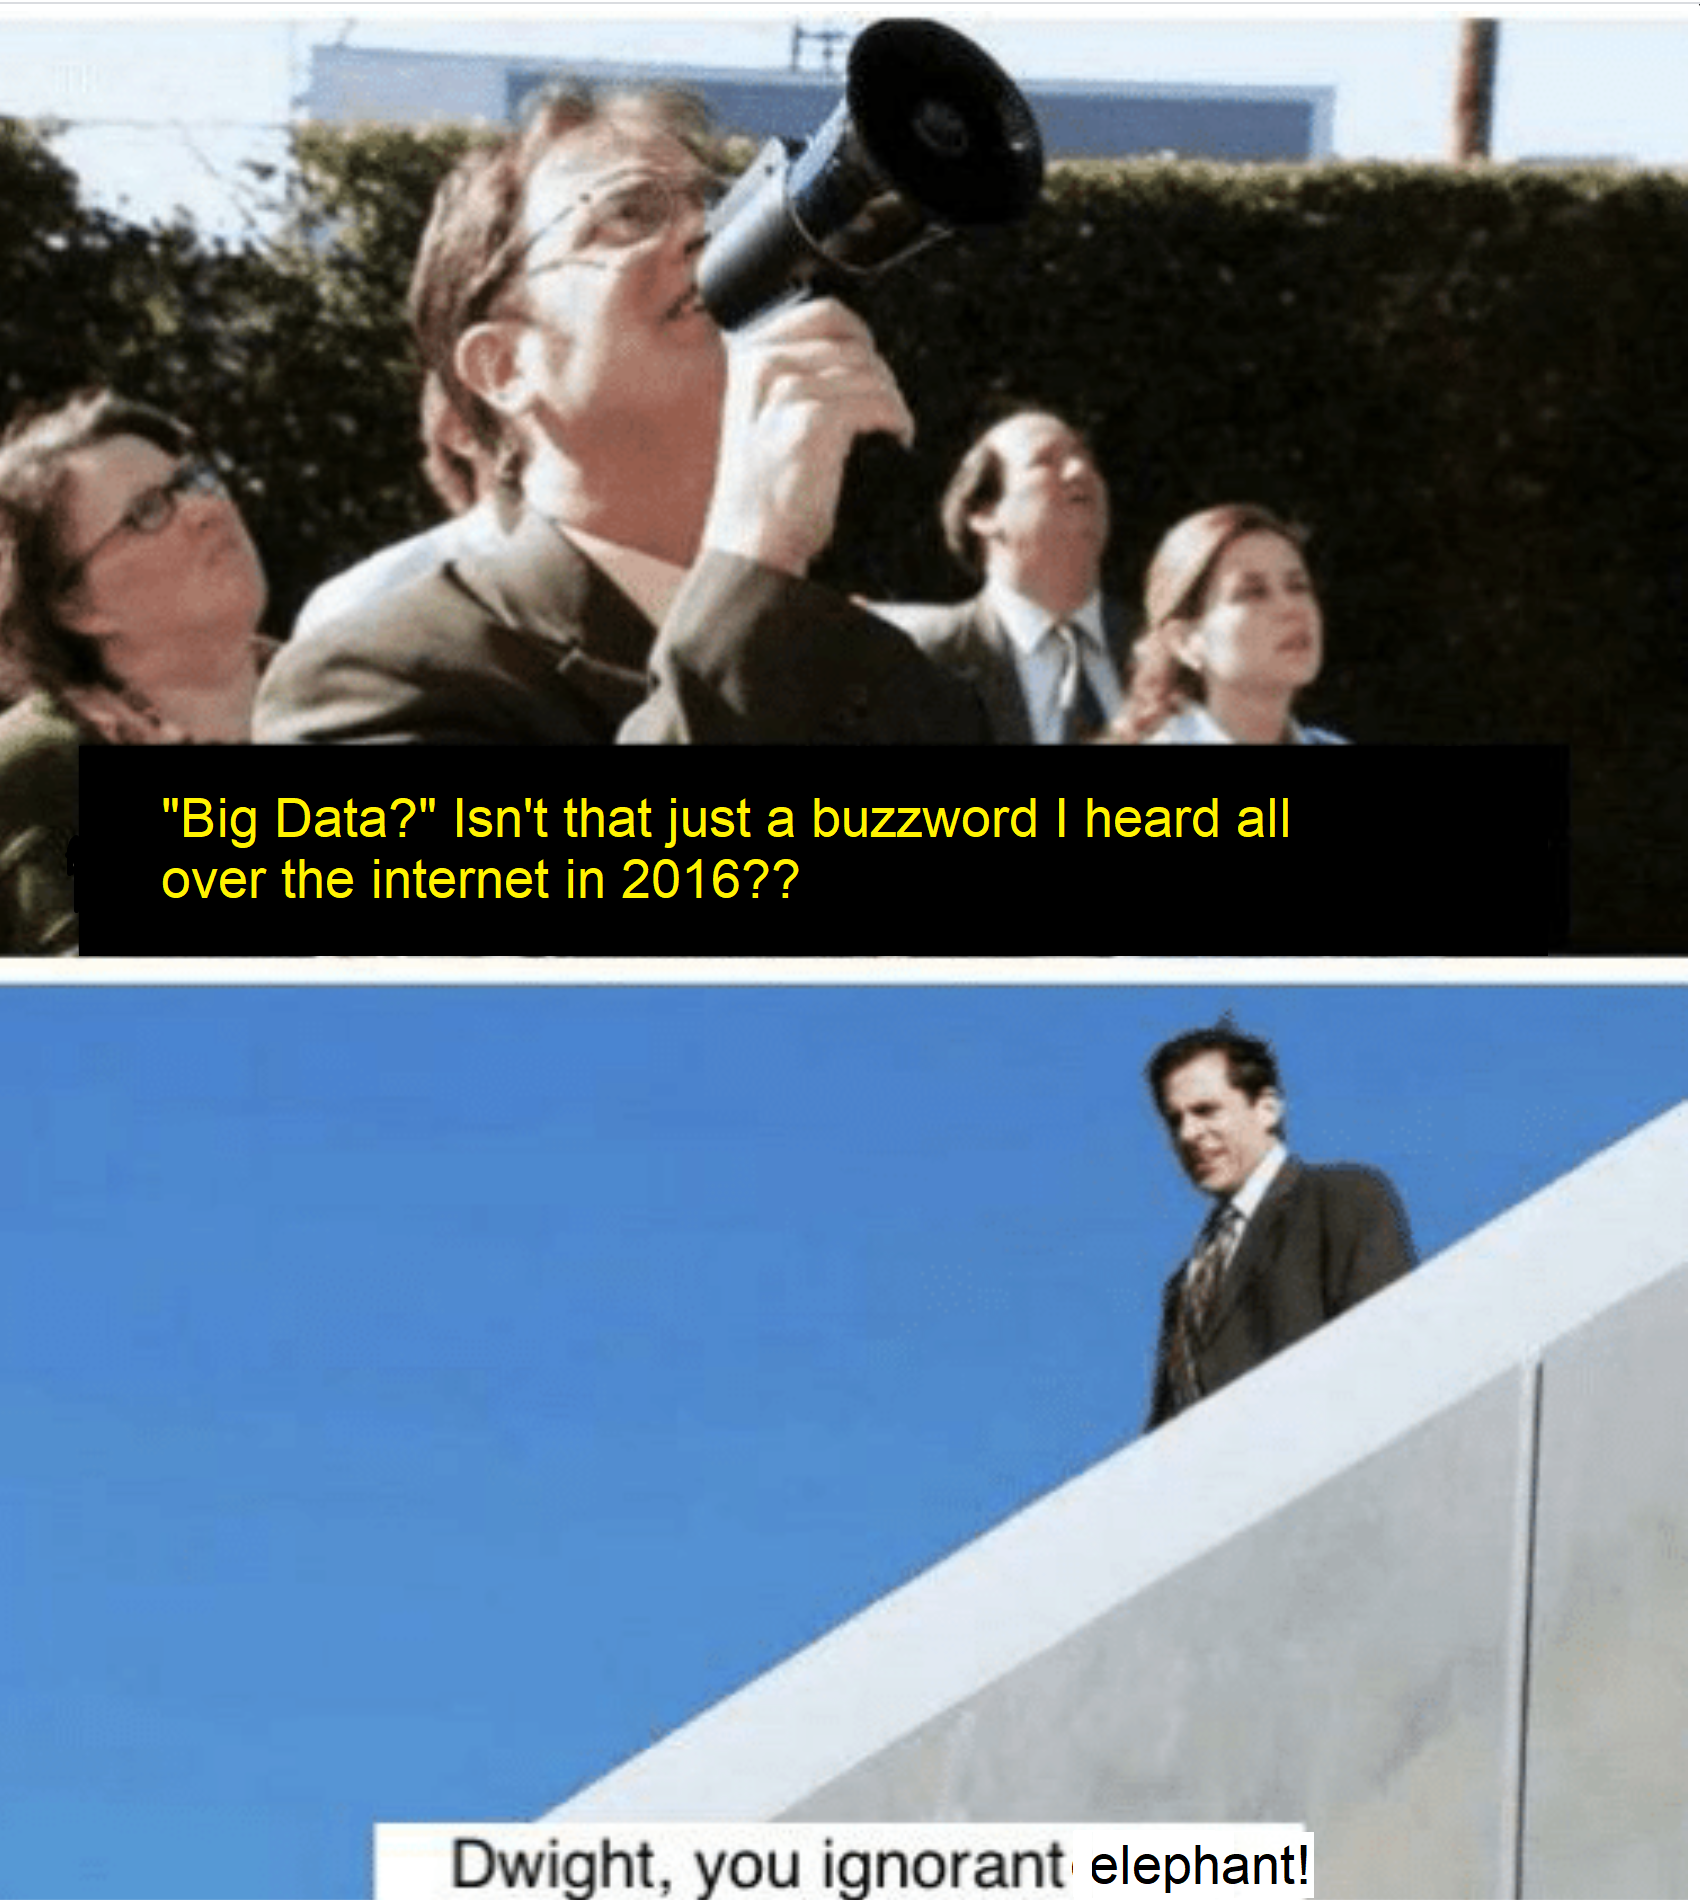 "Big Data?" Isn't that just a buzzword I heard all
over the internet in 2016??
Dwight, you ignorant elephant!